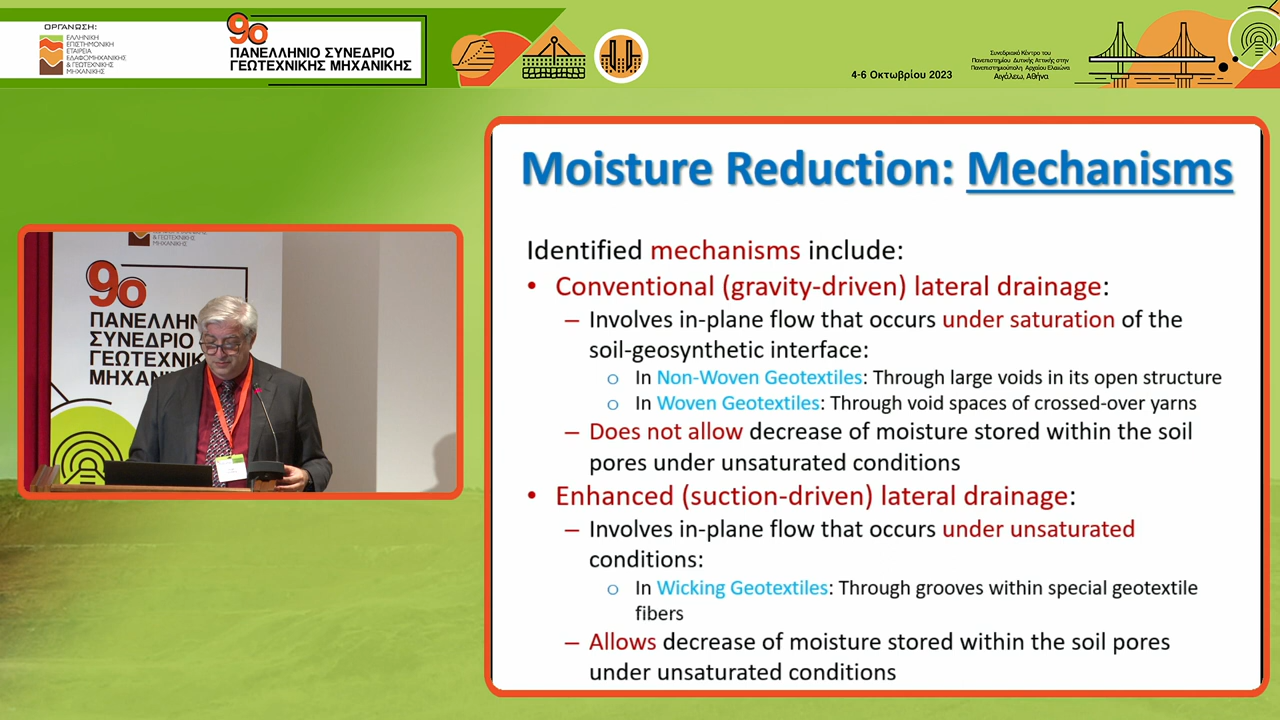 ΟΡΓΑΝΩΣΗ:
ΕΛΛΗΝΙΚΗ
ΕΠΙΣΤΗΜΟΝΙΚΗ
ΕΤΑΙΡΕΙΑ
ΕΔΑΦΟΜΗΧΑΝΙΚΗΣ
& ΓΕΩΤΕΧΝΙΚΗΣ
ΜΗΧΑΝΙΚΗΣ
9ο
ΠΑΝΕΛΛΗΝΙΟ ΣΥΝΕΔΡΙΟ
ΓΕΩΤΕΧΝΙΚΗΣ ΜΗΧΑΝΙΚΗΣ
4-6 Οκτωβρίου 2023
Συνεδριακό Κέντρο του
Πανεπιστημίου Δυτικής Αττικής στην
Πανεπιστημιούπολη Αρχαίου Ελαιώνα
Αιγάλεω, Αθήνα
& ΓΕΩΤΕΧΝΙΚΗΣ
ΜΗΧΑΝΙΚΗΣ
9ο
ΠΑΝΕΛΛΗΝ
ΣΥΝΕΔΡΙΟ
ΓΕΩΤΕΧΝΙΚ
ΜΗΧΑΝΙΚ
Moisture Reduction: Mechanisms
Identified mechanisms include:
• Conventional (gravity-driven) lateral drainage:
– Involves in-plane flow that occurs under saturation of the
soil-geosynthetic interface:
o In Non-Woven Geotextiles: Through large voids in its open structure
o In Woven Geotextiles: Through void spaces of crossed-over yarns
– Does not allow decrease of moisture stored within the soil
pores under unsaturated conditions
• Enhanced (suction-driven) lateral drainage:
– Involves in-plane flow that occurs under unsaturated
conditions:
o In Wicking Geotextiles: Through grooves within special geotextile
fibers
– Allows decrease of moisture stored within the soil pores
under unsaturated conditions